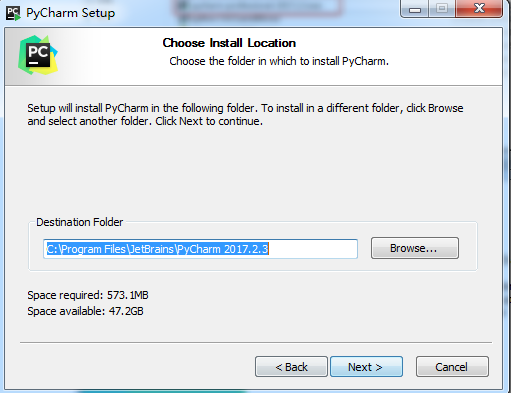 PyCharm Setup
PC
Choose Install Location
Choose the folder in which to install PyCharm.
Setup will install PyCharm in the following folder. To install in a different folder, click Browse
and select another folder. Click Next to continue.
Destination Folder
C:\Program Files\JetBrains\PyCharm 2017.2.3
Browse...
Space required: 573.1MB
Space available: 47.2GB
< Back
Next >
Cancel